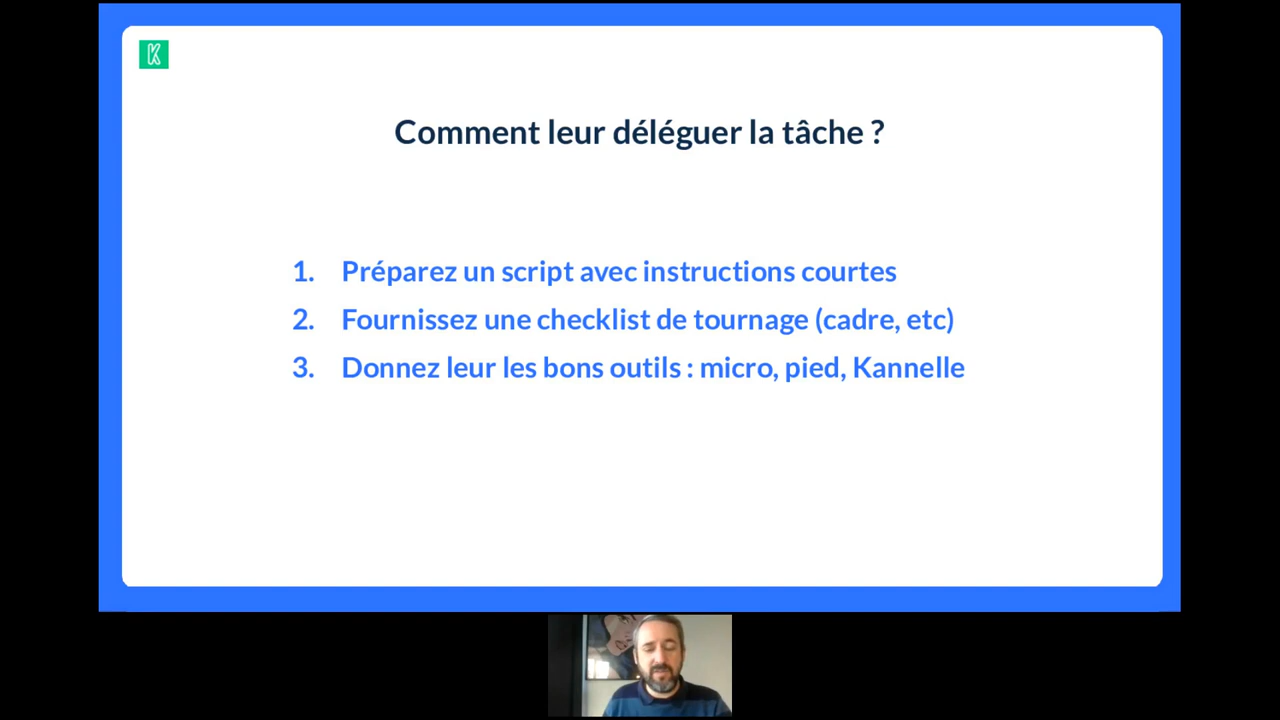 K
Comment leur déléguer la tâche ?
1. Préparez un script avec instructions courtes
2. Fournissez une checklist de tournage (cadre, etc)
3. Donnez leur les bons outils : micro, pied, Kannelle